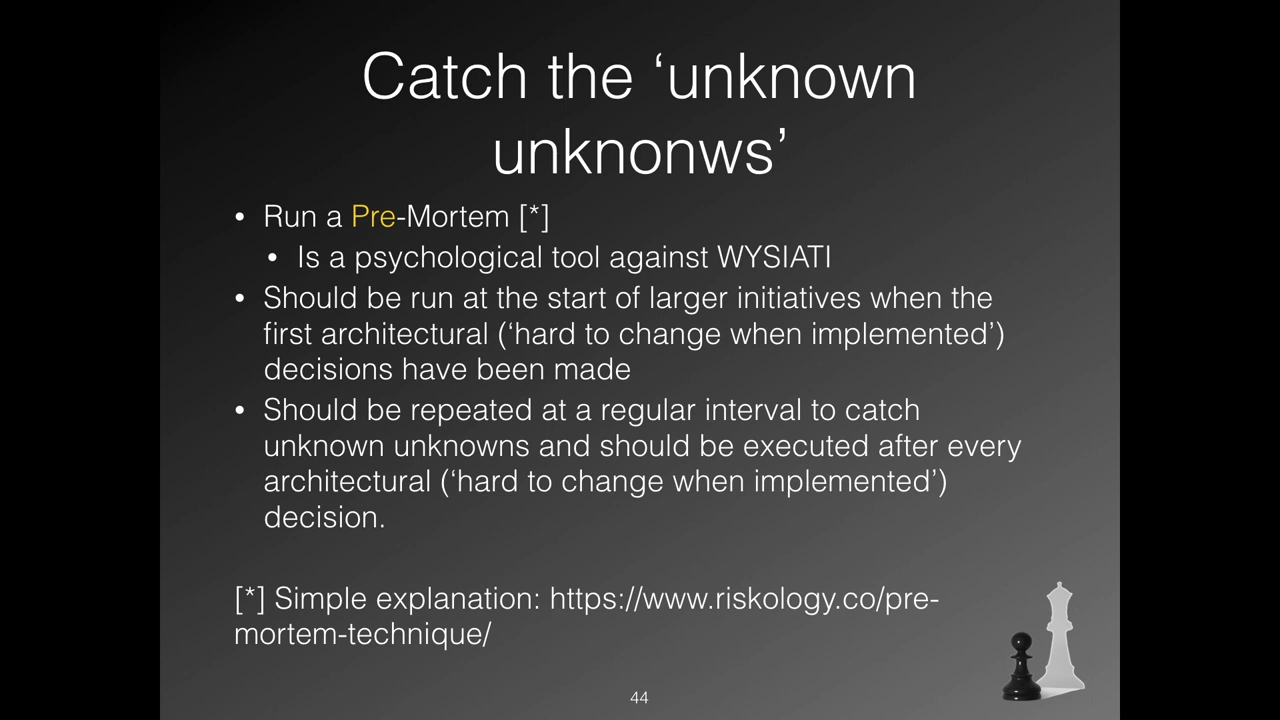 Catch the ‘unknown
unknonws’
• Run a Pre-Mortem [*]
• Is a psychological tool against WYSIATI
• Should be run at the start of larger initiatives when the
first architectural (‘hard to change when implemented’)
decisions have been made
• Should be repeated at a regular interval to catch
unknown unknowns and should be executed after every
architectural (‘hard to change when implemented’)
decision.
[*] Simple explanation: https://www.riskology.co/pre-
mortem-technique/
44